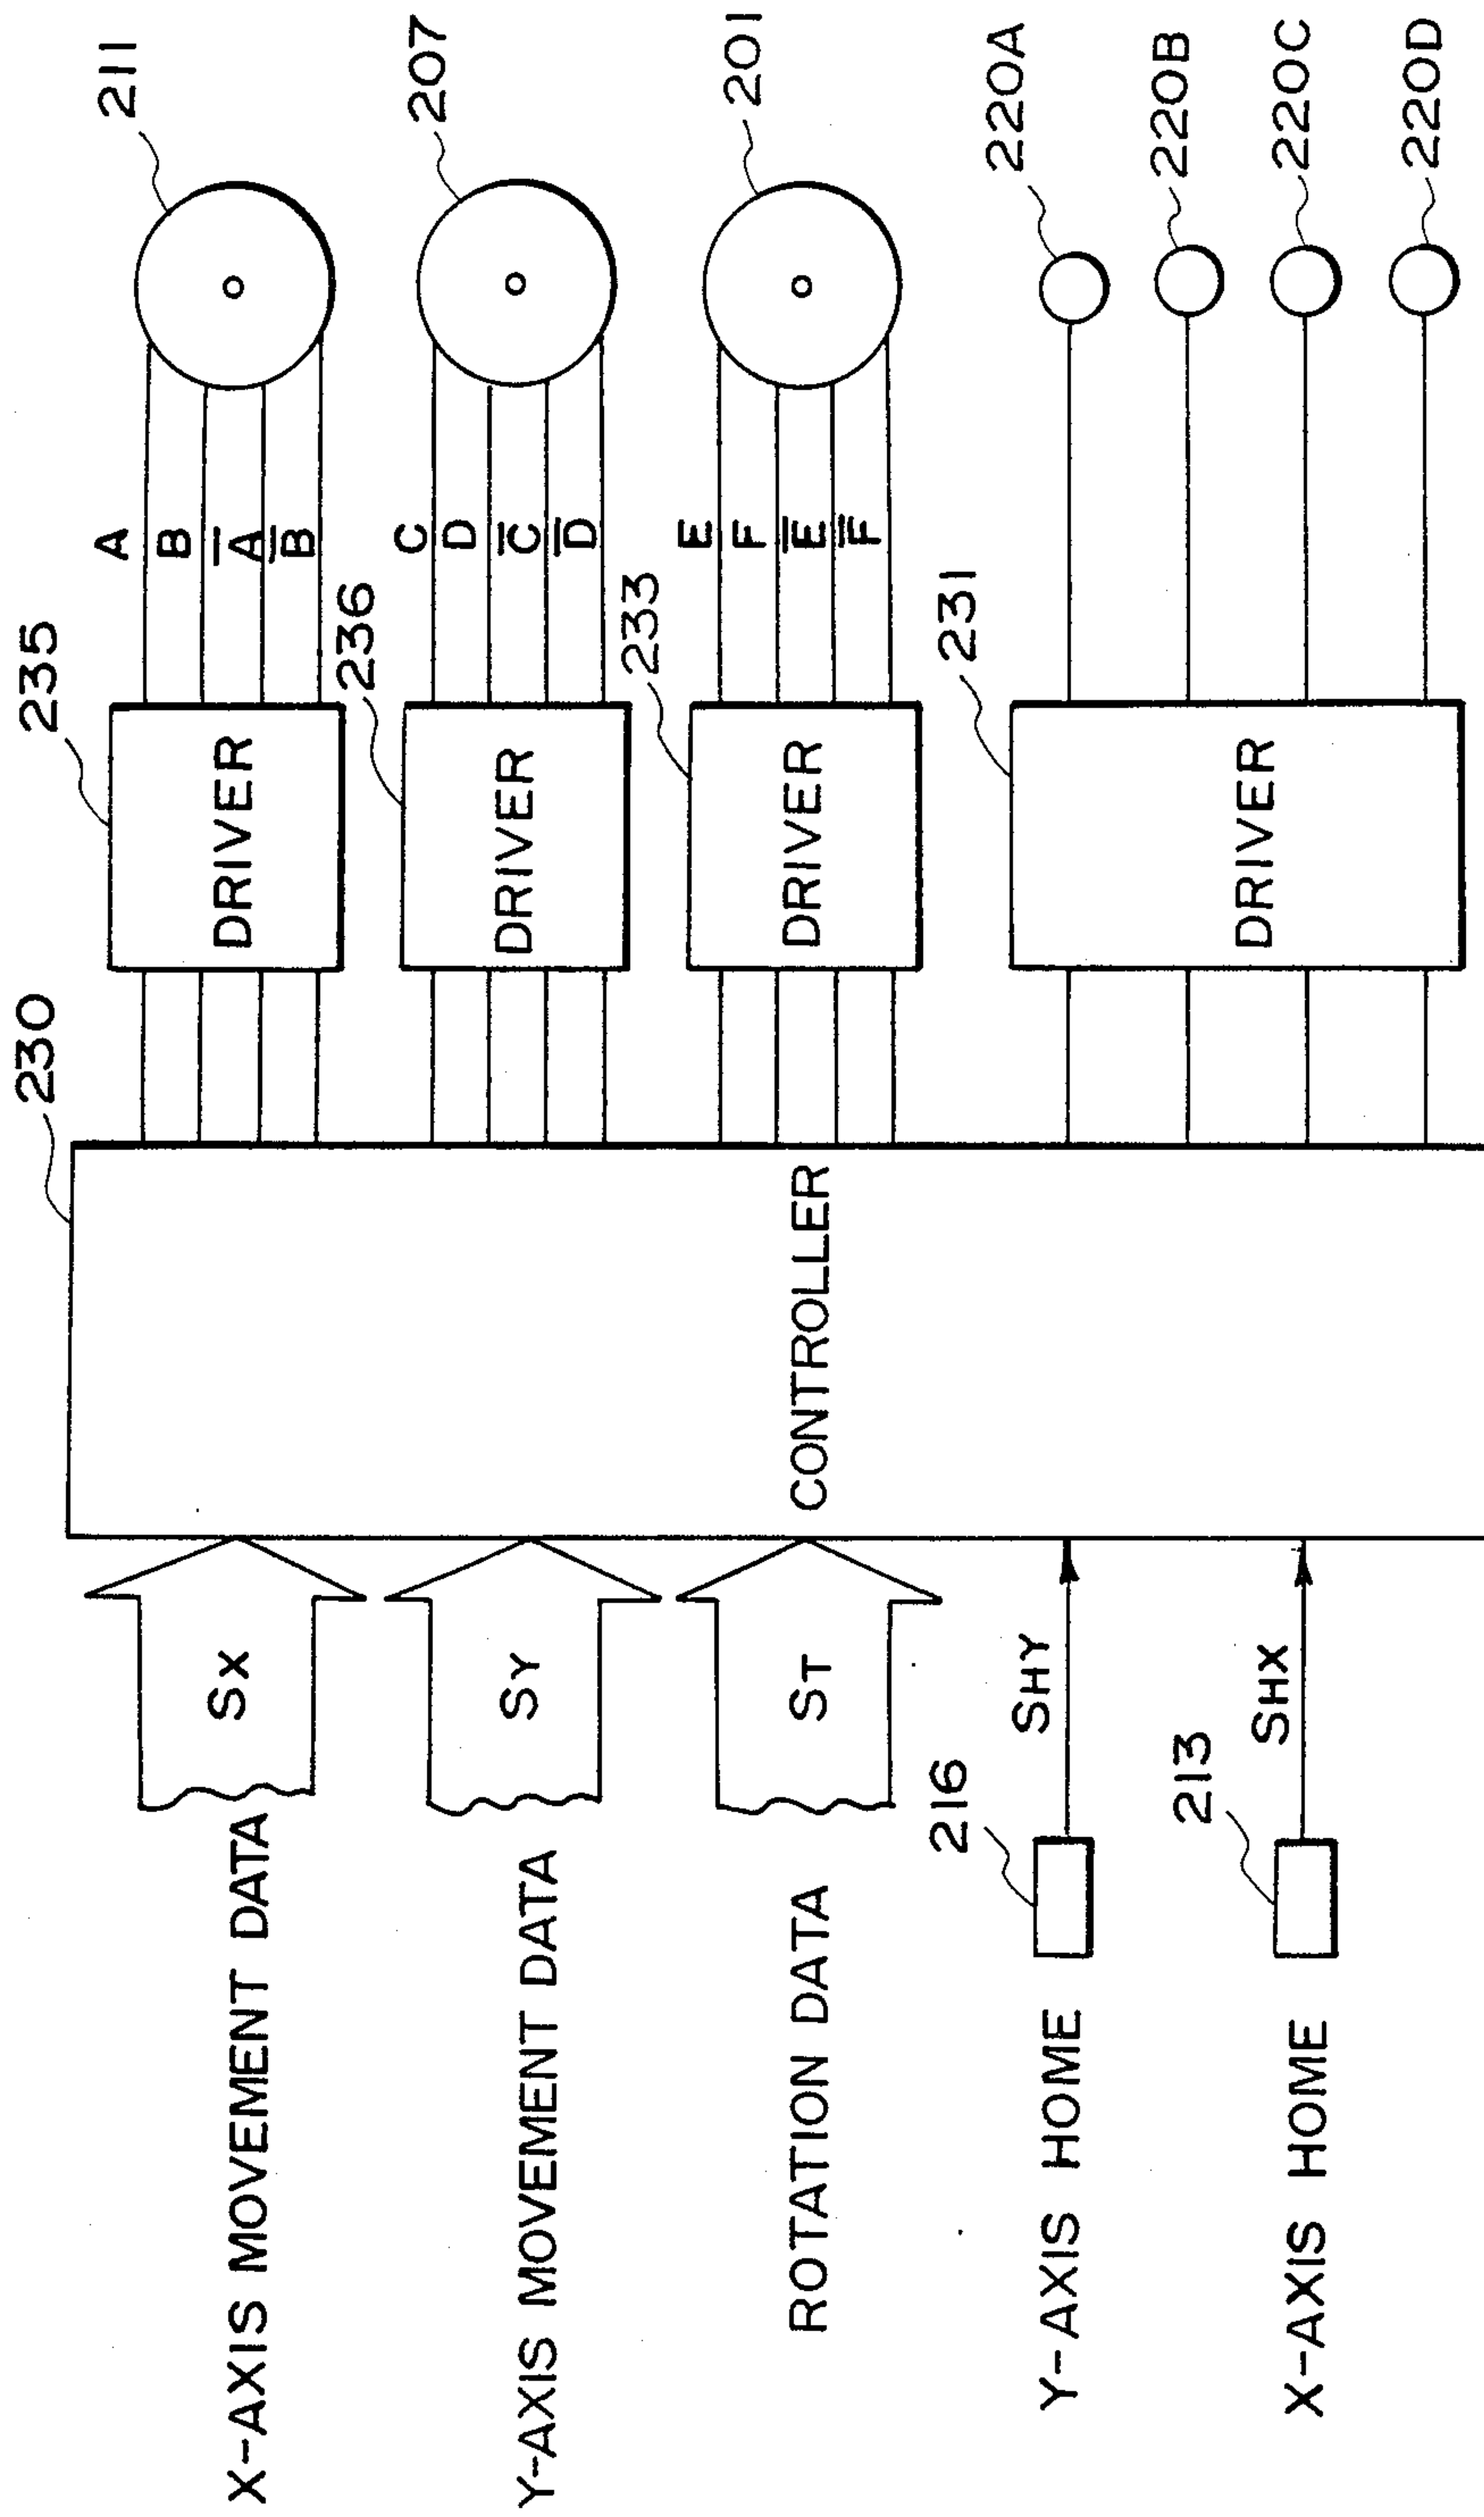 X-AXIS MOVEMENT DATA
SX
230
235
DRIVER
A
B
A̅
B̅
211
Y-AXIS MOVEMENT DATA
SY
236
DRIVER
C
D
C̅
D̅
207
ROTATION DATA
ST
CONTROLLER
233
DRIVER
E
F
E̅
F̅
201
Y-AXIS HOME
216
SHY
231
DRIVER
220A
220B
X-AXIS HOME
213
SHX
220C
220D